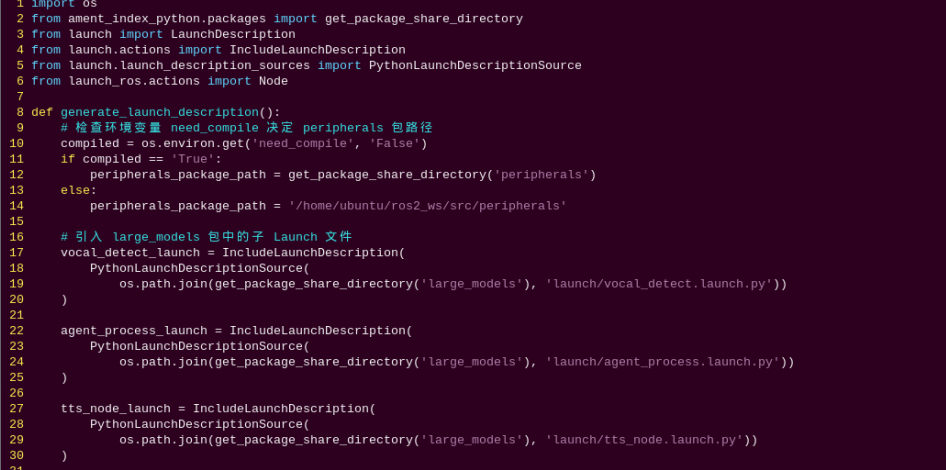 1 import os
2 from ament_index_python.packages import get_package_share_directory
3 from launch import LaunchDescription
4 from launch.actions import IncludeLaunchDescription
5 from launch.launch_description_sources import PythonLaunchDescriptionSource
6 from launch_ros.actions import Node
7
8 def generate_launch_description():
9     # 检查环境变量 need_compile 决定 peripherals 包路径
10     compiled = os.environ.get('need_compile', 'False')
11     if compiled == 'True':
12         peripherals_package_path = get_package_share_directory('peripherals')
13     else:
14         peripherals_package_path = '/home/ubuntu/ros2_ws/src/peripherals'
15
16     # 引入 large_models 包中的子 Launch 文件
17     vocal_detect_launch = IncludeLaunchDescription(
18         PythonLaunchDescriptionSource(
19             os.path.join(get_package_share_directory('large_models'), 'launch/vocal_detect.launch.py'))
20     )
21
22     agent_process_launch = IncludeLaunchDescription(
23         PythonLaunchDescriptionSource(
24             os.path.join(get_package_share_directory('large_models'), 'launch/agent_process.launch.py'))
25     )
26
27     tts_node_launch = IncludeLaunchDescription(
28         PythonLaunchDescriptionSource(
29             os.path.join(get_package_share_directory('large_models'), 'launch/tts_node.launch.py'))
30     )
31